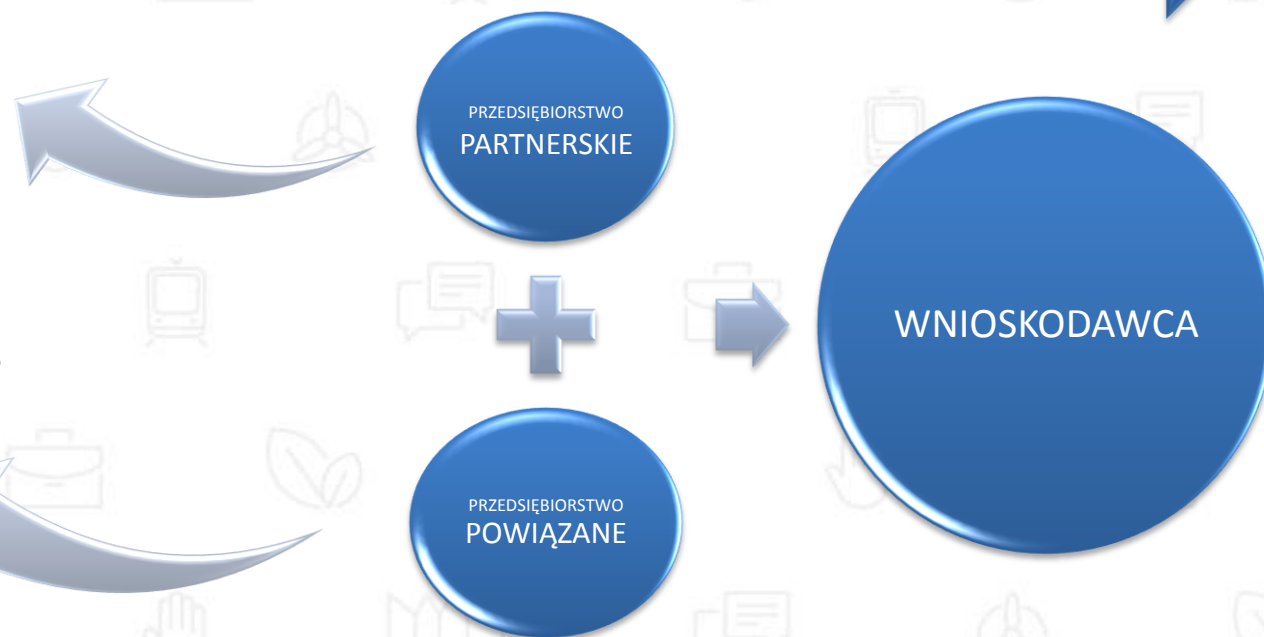 PRZEDSIĘBIORSTWO
PARTNERSKIE
WNIOSKODAWCA
PRZEDSIĘBIORSTWO
POWIĄZANE